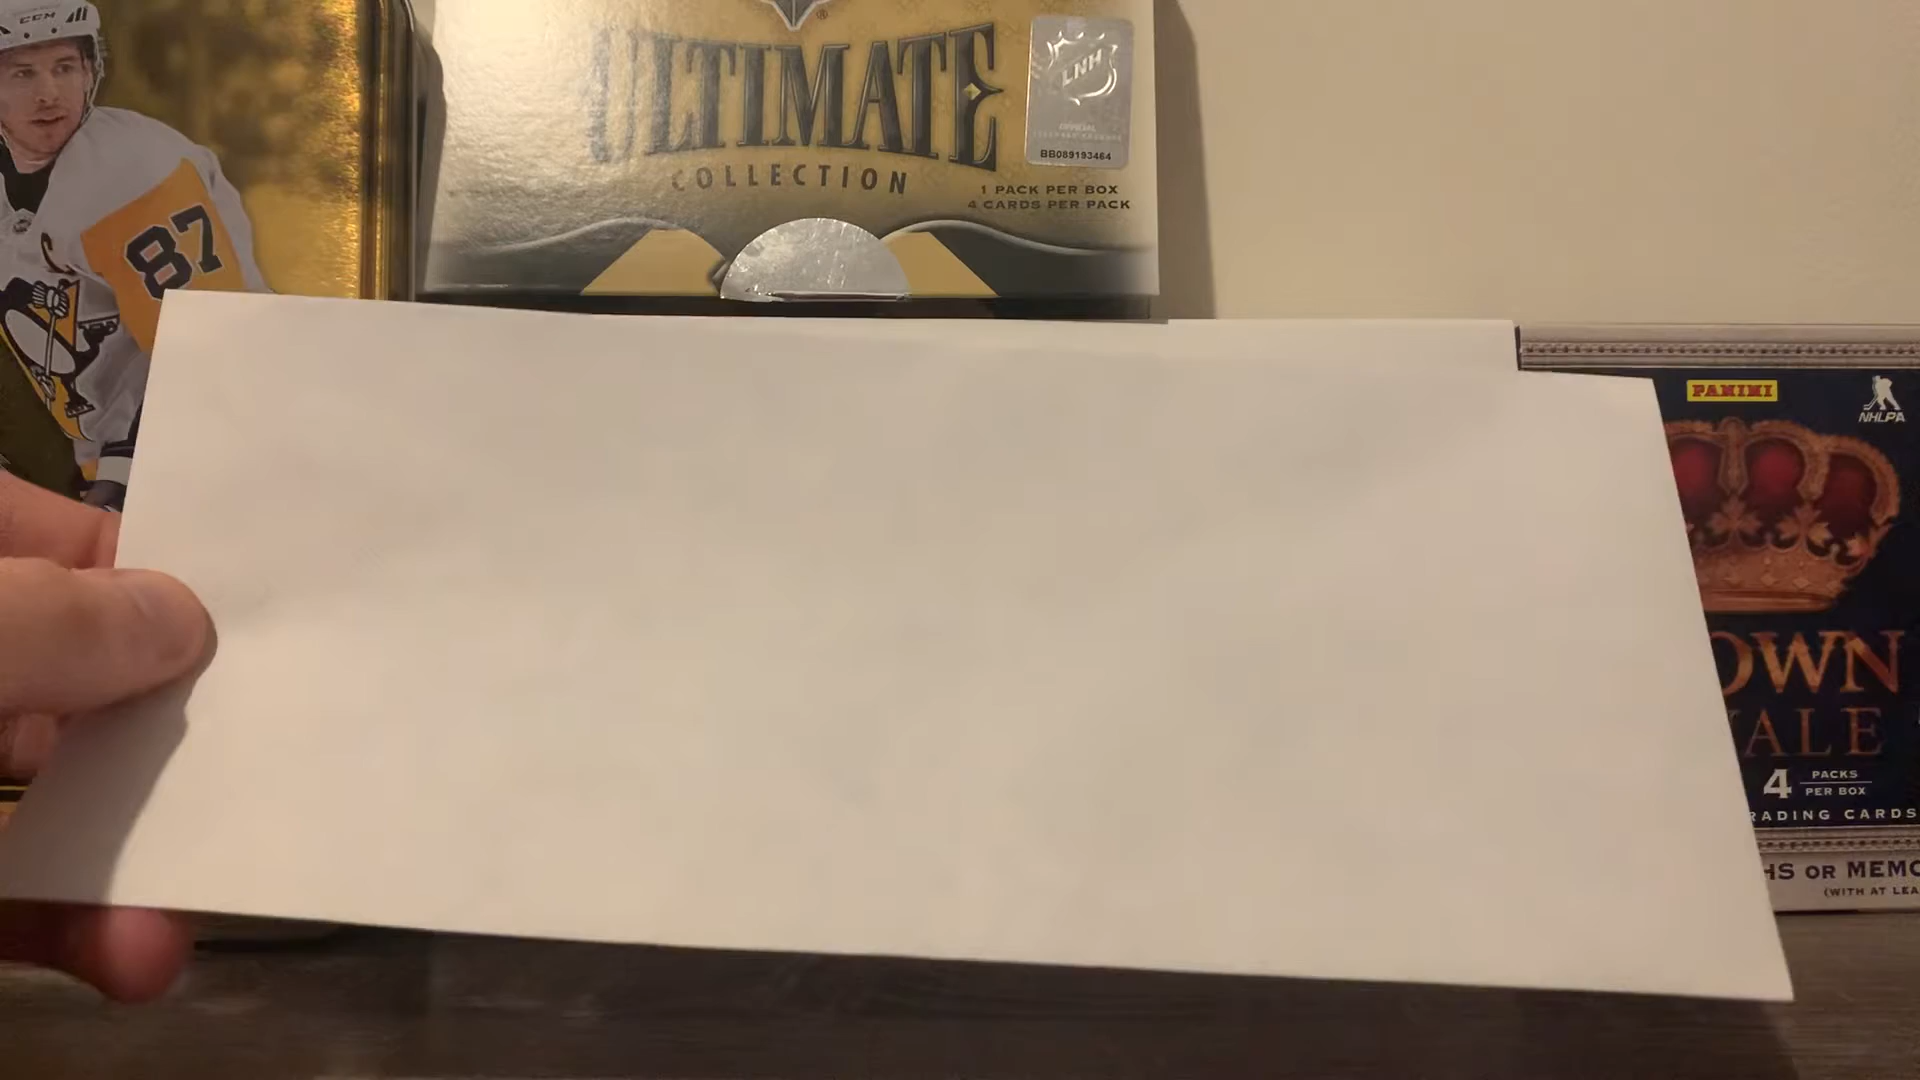 CCM
87
C
ULTIMATE
COLLECTION
1 PACK PER BOX
4 CARDS PER PACK
LNH
OFFICIAL
BB089193464
PANINI
NHLPA
OWN
ALE
4 PACKS
PER BOX
RADING CARDS
HS OR MEMO
(WITH AT LEA